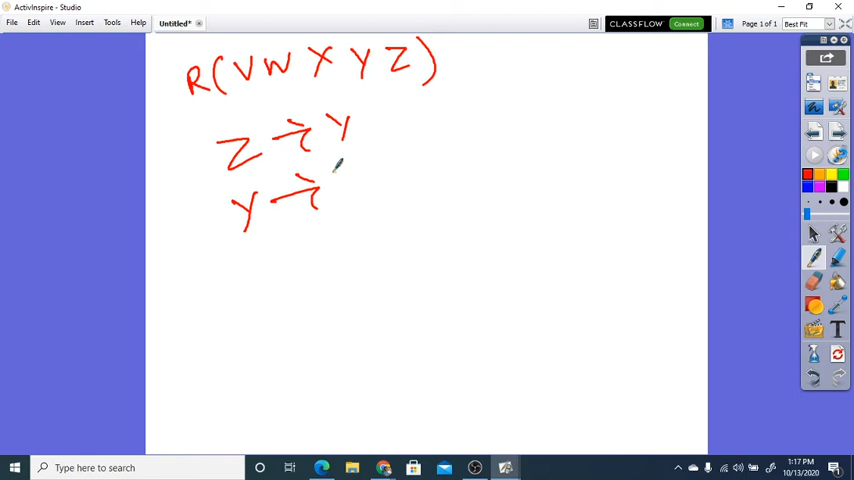 ActivInspire - Studio
File Edit View Insert Tools Help
CLASSFLOW Connect
Page 1 of 1
Best Pit
Untitled*
R(V W X Y Z)
Z → Y
Y →
T
Type here to search
1:17 PM
10/13/2020